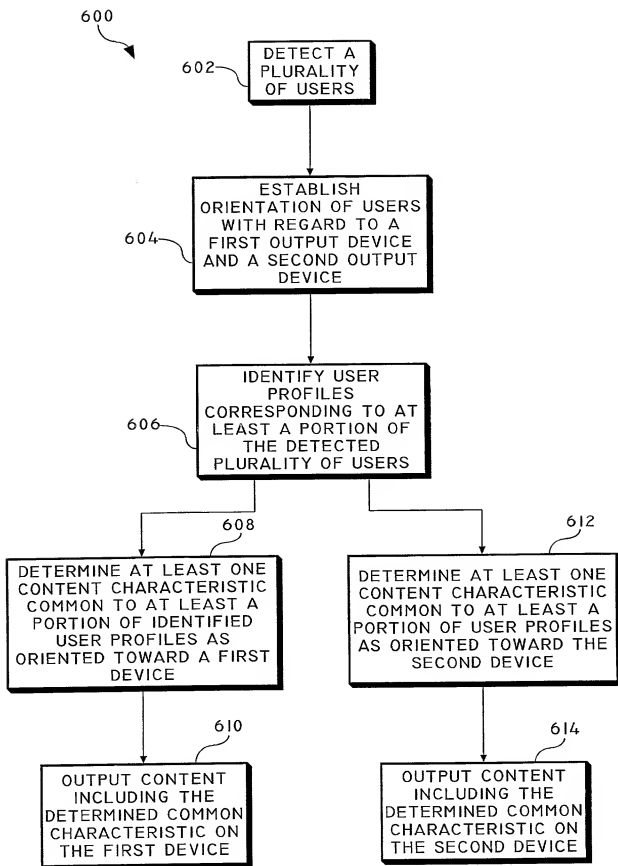 600
602
DETECT A
PLURALITY
OF USERS
604
ESTABLISH
ORIENTATION OF USERS
WITH REGARD TO A
FIRST OUTPUT DEVICE
AND A SECOND OUTPUT
DEVICE
606
IDENTIFY USER
PROFILES
CORRESPONDING TO AT
LEAST A PORTION OF
THE DETECTED
PLURALITY OF USERS
608
DETERMINE AT LEAST ONE
CONTENT CHARACTERISTIC
COMMON TO AT LEAST A
PORTION OF IDENTIFIED
USER PROFILES AS
ORIENTED TOWARD A FIRST
DEVICE
612
DETERMINE AT LEAST ONE
CONTENT CHARACTERISTIC
COMMON TO AT LEAST A
PORTION OF USER PROFILES
AS ORIENTED TOWARD THE
SECOND DEVICE
610
OUTPUT CONTENT
INCLUDING THE
DETERMINED COMMON
CHARACTERISTIC ON
THE FIRST DEVICE
614
OUTPUT CONTENT
INCLUDING THE
DETERMINED COMMON
CHARACTERISTIC ON
THE SECOND DEVICE